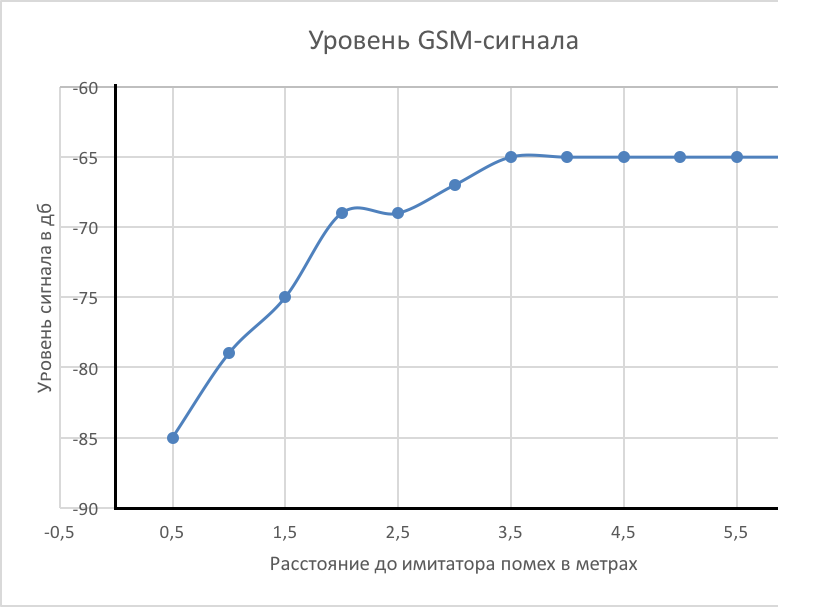 Уровень GSM-сигнала
-60
-65
-70
-75
-80
-85
-90
Уровень сигнала в дб
-0,5 0,5 1,5 2,5 3,5 4,5 5,5
Расстояние до имитатора помех в метрах